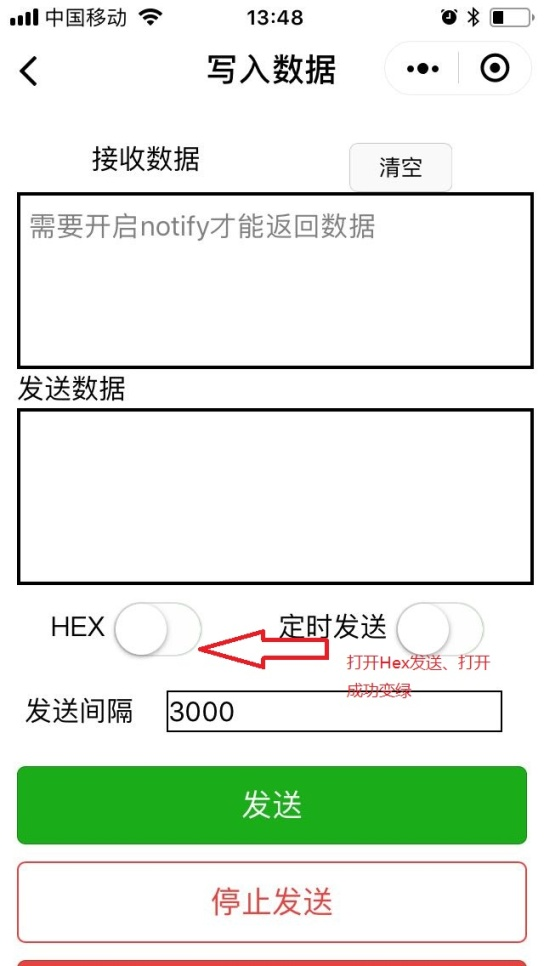 中国移动 13:48
写入数据
接收数据 清空
需要开启notify才能返回数据
发送数据
HEX 定时发送
打开Hex发送、打开
成功变绿
发送间隔 3000
发送
停止发送